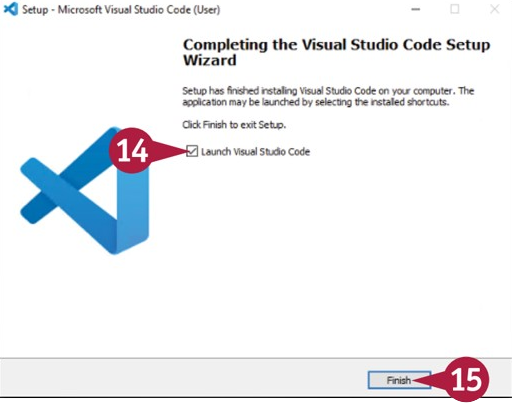 Setup - Microsoft Visual Studio Code (User)
Completing the Visual Studio Code Setup
Wizard
Setup has finished installing Visual Studio Code on your computer. The
application may be launched by selecting the installed shortcuts.
Click Finish to exit Setup.
14
Launch Visual Studio Code
Finish
15